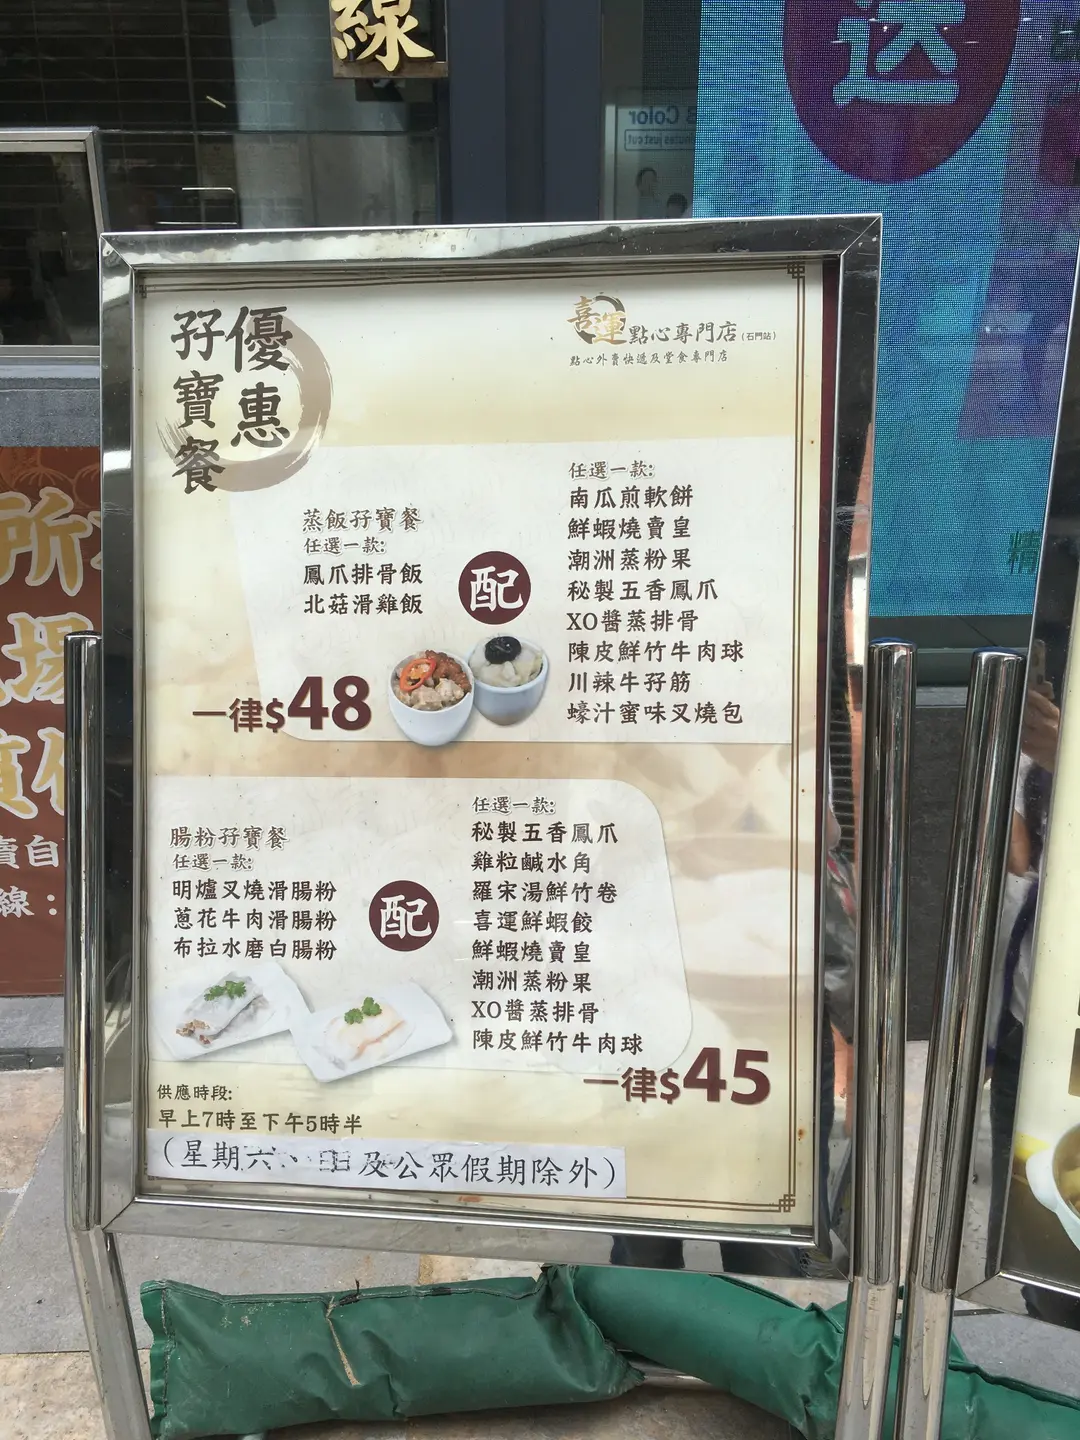 線
送
3 Color
優惠
孖寶餐
喜運點心專門店(石門站)
點心外賣快遞及堂食專門店
蒸飯孖寶餐
任選一款:
鳳爪排骨飯
北菇滑雞飯
配
任選一款:
南瓜煎軟餅
鮮蝦燒賣皇
潮洲蒸粉果
秘製五香鳳爪
XO醬蒸排骨
陳皮鮮竹牛肉球
川辣牛孖筋
蠔汁蜜味叉燒包
一律$48
腸粉孖寶餐
任選一款:
明爐叉燒滑腸粉
蔥花牛肉滑腸粉
布拉水磨白腸粉
配
任選一款:
秘製五香鳳爪
雞粒鹹水角
羅宋湯鮮竹卷
喜運鮮蝦餃
鮮蝦燒賣皇
潮洲蒸粉果
XO醬蒸排骨
陳皮鮮竹牛肉球
一律$45
供應時段:
早上7時至下午5時半
(星期六、日及公眾假期除外)
所
場
賣自
線:
精